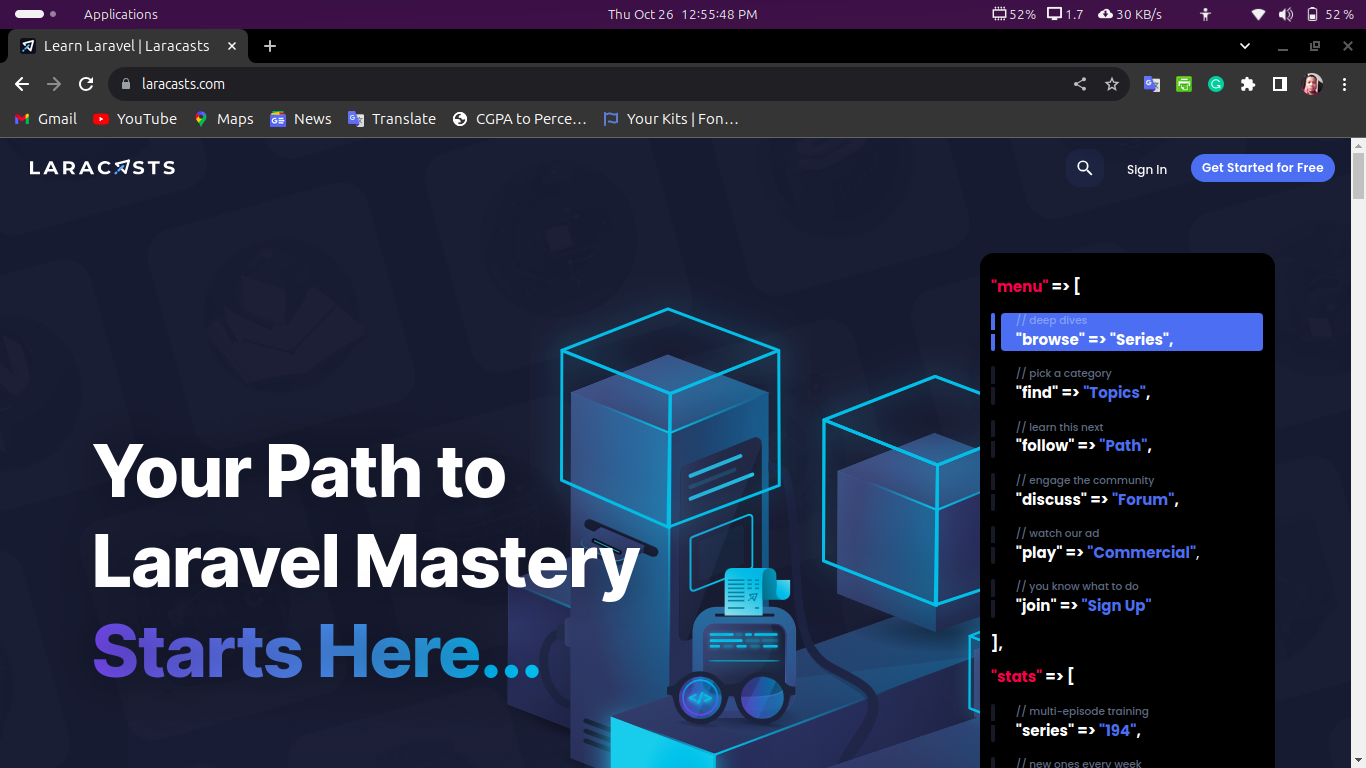 Applications
Thu Oct 26 12:55:48 PM
52% 1.7 30 KB/s 52 %
Learn Laravel | Laracasts
laracasts.com
Gmail YouTube Maps News Translate CGPA to Perce… Your Kits | Fon…
LARACASTS
Sign In
Get Started for Free
Your Path to
Laravel Mastery
Starts Here...
"menu" => [
// deep dives
"browse" => "Series",
// pick a category
"find" => "Topics",
// learn this next
"follow" => "Path",
// engage the community
"discuss" => "Forum",
// watch our ad
"play" => "Commercial",
// you know what to do
"join" => "Sign Up"
],
"stats" => [
// multi-episode training
"series" => "194",
// new ones every week